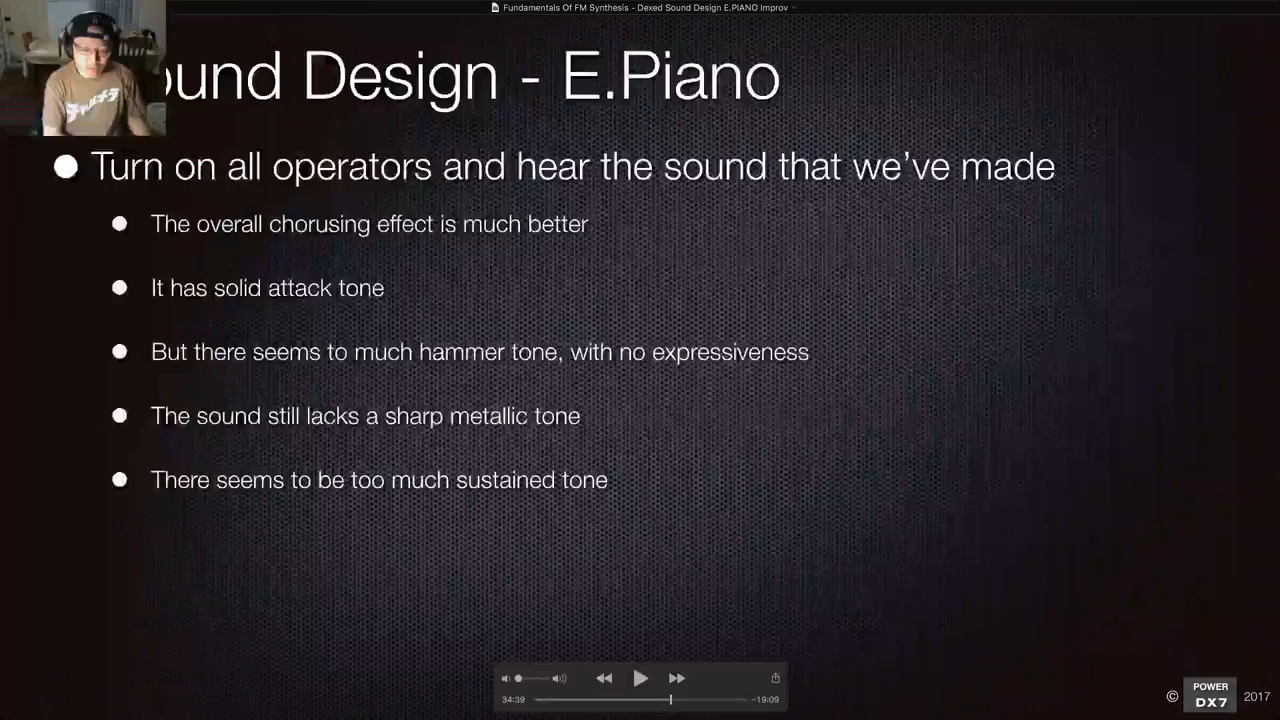 Fundamentals Of FM Synthesis - Dexed Sound Design E.PIANO Improv
ound Design - E.Piano
Turn on all operators and hear the sound that we've made
The overall chorusing effect is much better
It has solid attack tone
But there seems to much hammer tone, with no expressiveness
The sound still lacks a sharp metallic tone
There seems to be too much sustained tone
34:39
-19:09
© POWER DX7 2017